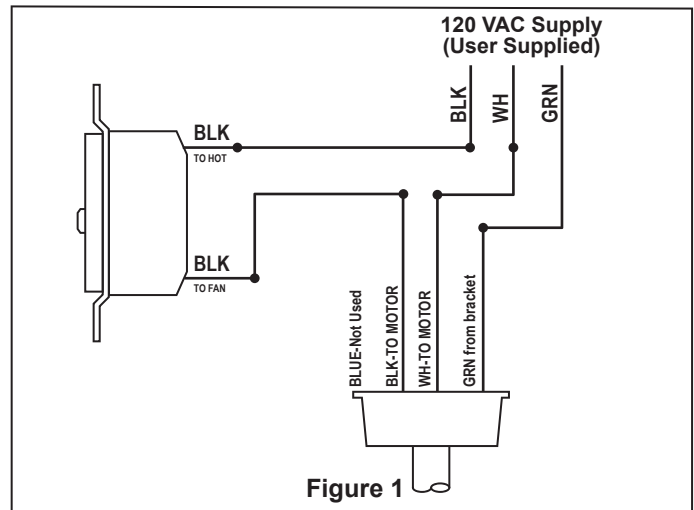 120 VAC Supply
(User Supplied)
BLK
WH
GRN
BLK
TO HOT
BLK
TO FAN
BLUE-Not Used
BLK-TO MOTOR
WH-TO MOTOR
GRN from bracket
Figure 1